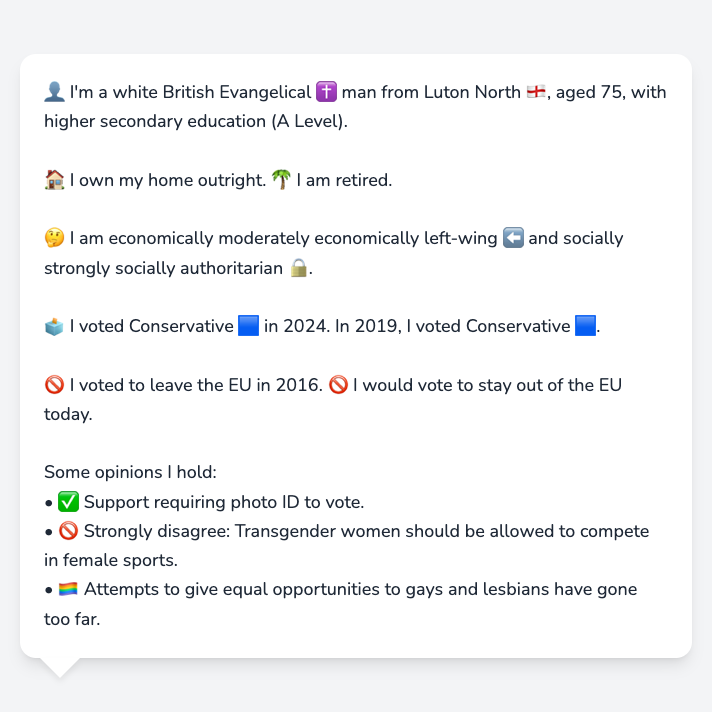 👤 I'm a white British Evangelical ✝️ man from Luton North 🏴󠁧󠁢󠁥󠁮󠁧󠁿, aged 75, with
higher secondary education (A Level).
🏠 I own my home outright. 🌴 I am retired.
🤔 I am economically moderately economically left-wing ⬅️ and socially
strongly socially authoritarian 🔒.
🗳️ I voted Conservative 🟦 in 2024. In 2019, I voted Conservative 🟦.
🚫 I voted to leave the EU in 2016. 🚫 I would vote to stay out of the EU
today.
Some opinions I hold:
• ✅ Support requiring photo ID to vote.
• 🚫 Strongly disagree: Transgender women should be allowed to compete
in female sports.
• 🏳️‍🌈 Attempts to give equal opportunities to gays and lesbians have gone
too far.